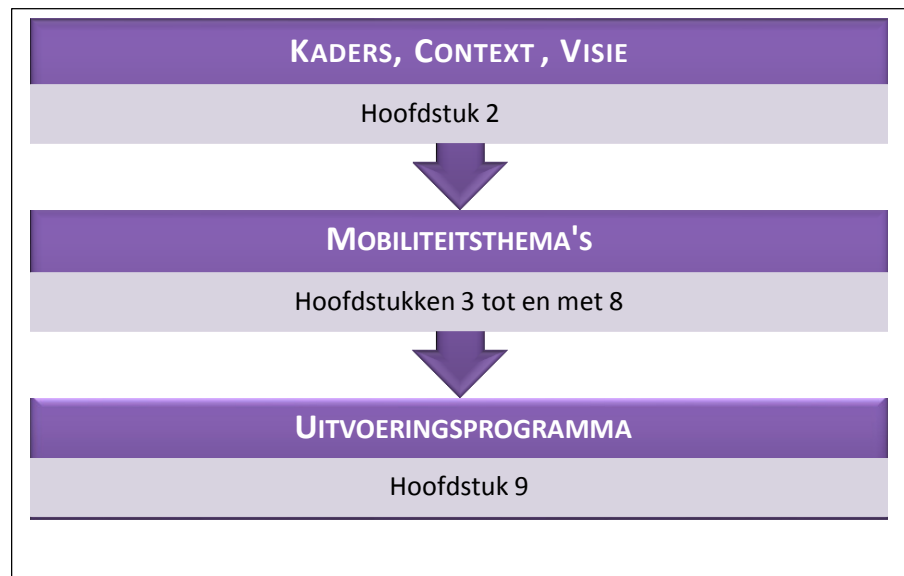 KADERS, CONTEXT , VISIE
Hoofdstuk 2
MOBILITEITSTHEMA'S
Hoofdstukken 3 tot en met 8
UITVOERINGSPROGRAMMA
Hoofdstuk 9